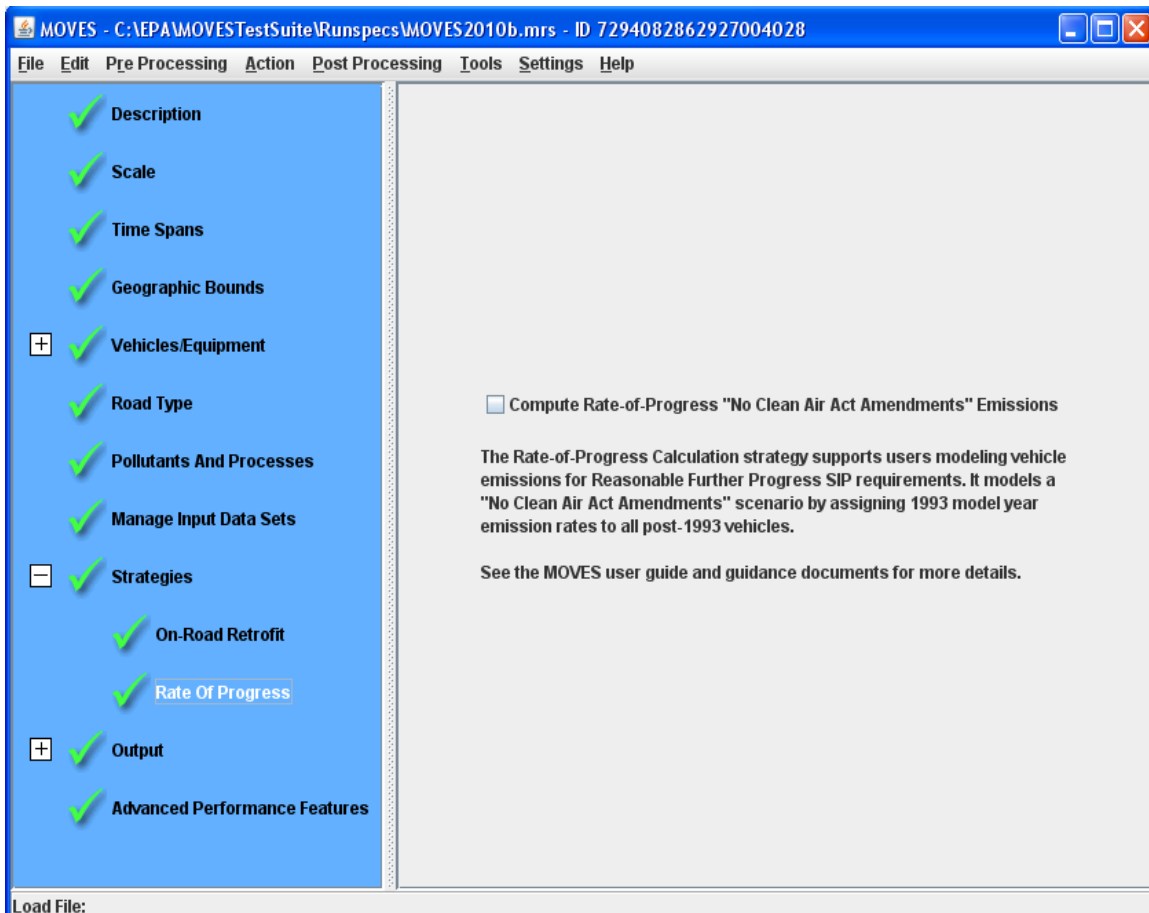 MOVES - C:\EPA\MOVESTestSuite\Runspecs\MOVES2010b.mrs - ID 7294082862927004028
File Edit Pre Processing Action Post Processing Tools Settings Help
Description
Scale
Time Spans
Geographic Bounds
Vehicles/Equipment
Road Type
Pollutants And Processes
Manage Input Data Sets
Strategies
On-Road Retrofit
Rate Of Progress
Output
Advanced Performance Features
Compute Rate-of-Progress "No Clean Air Act Amendments" Emissions
The Rate-of-Progress Calculation strategy supports users modeling vehicle
emissions for Reasonable Further Progress SIP requirements. It models a
"No Clean Air Act Amendments" scenario by assigning 1993 model year
emission rates to all post-1993 vehicles.
See the MOVES user guide and guidance documents for more details.
Load File: